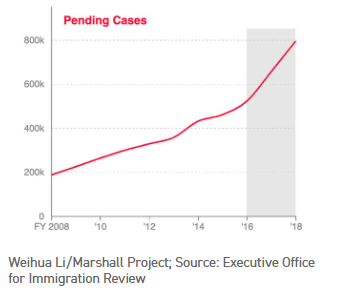 Pending Cases
800k
600k
400k
200k
0
FY 2008 '10 '12 '14 '16 '18
Weihua Li/Marshall Project; Source: Executive Office
for Immigration Review